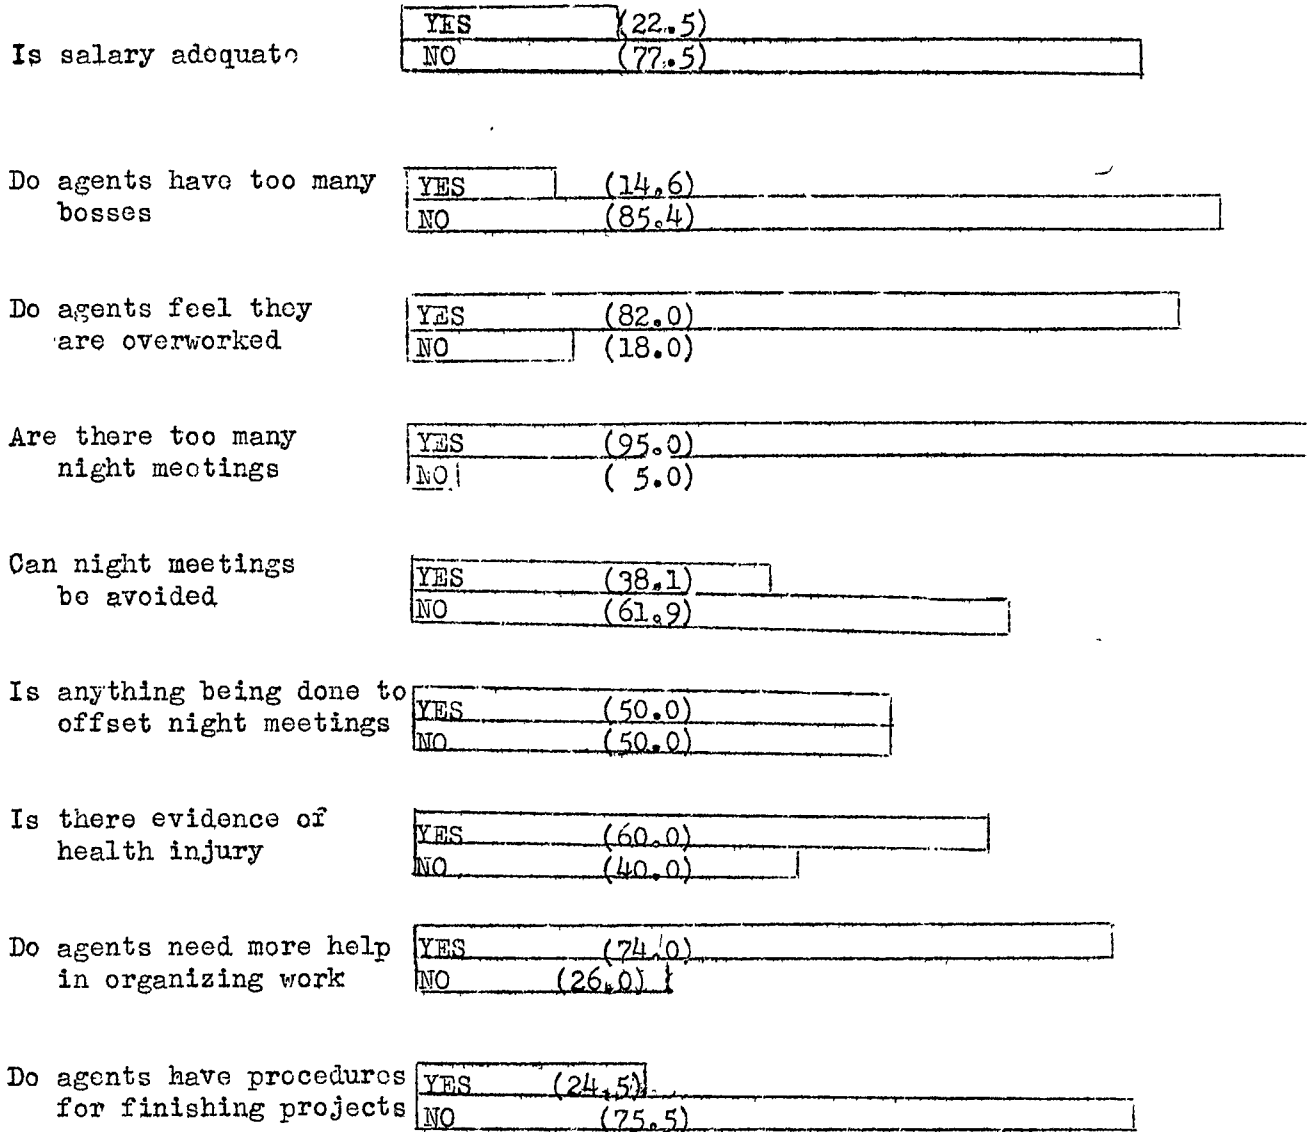 YES (22.5)
Is salary adequate
NO (77.5)
Do agents have too many YES (14.6)
bosses NO (85.4)
Do agents feel they YES (82.0)
are overworked NO (18.0)
Are there too many YES (95.0)
night meetings NO ( 5.0)
Can night meetings YES (38.1)
be avoided NO (61.9)
Is anything being done to YES (50.0)
offset night meetings NO (50.0)
Is there evidence of YES (60.0)
health injury NO (40.0)
Do agents need more help YES (74.0)
in organizing work NO (26.0)
Do agents have procedures YES (24.5)
for finishing projects NO (75.5)